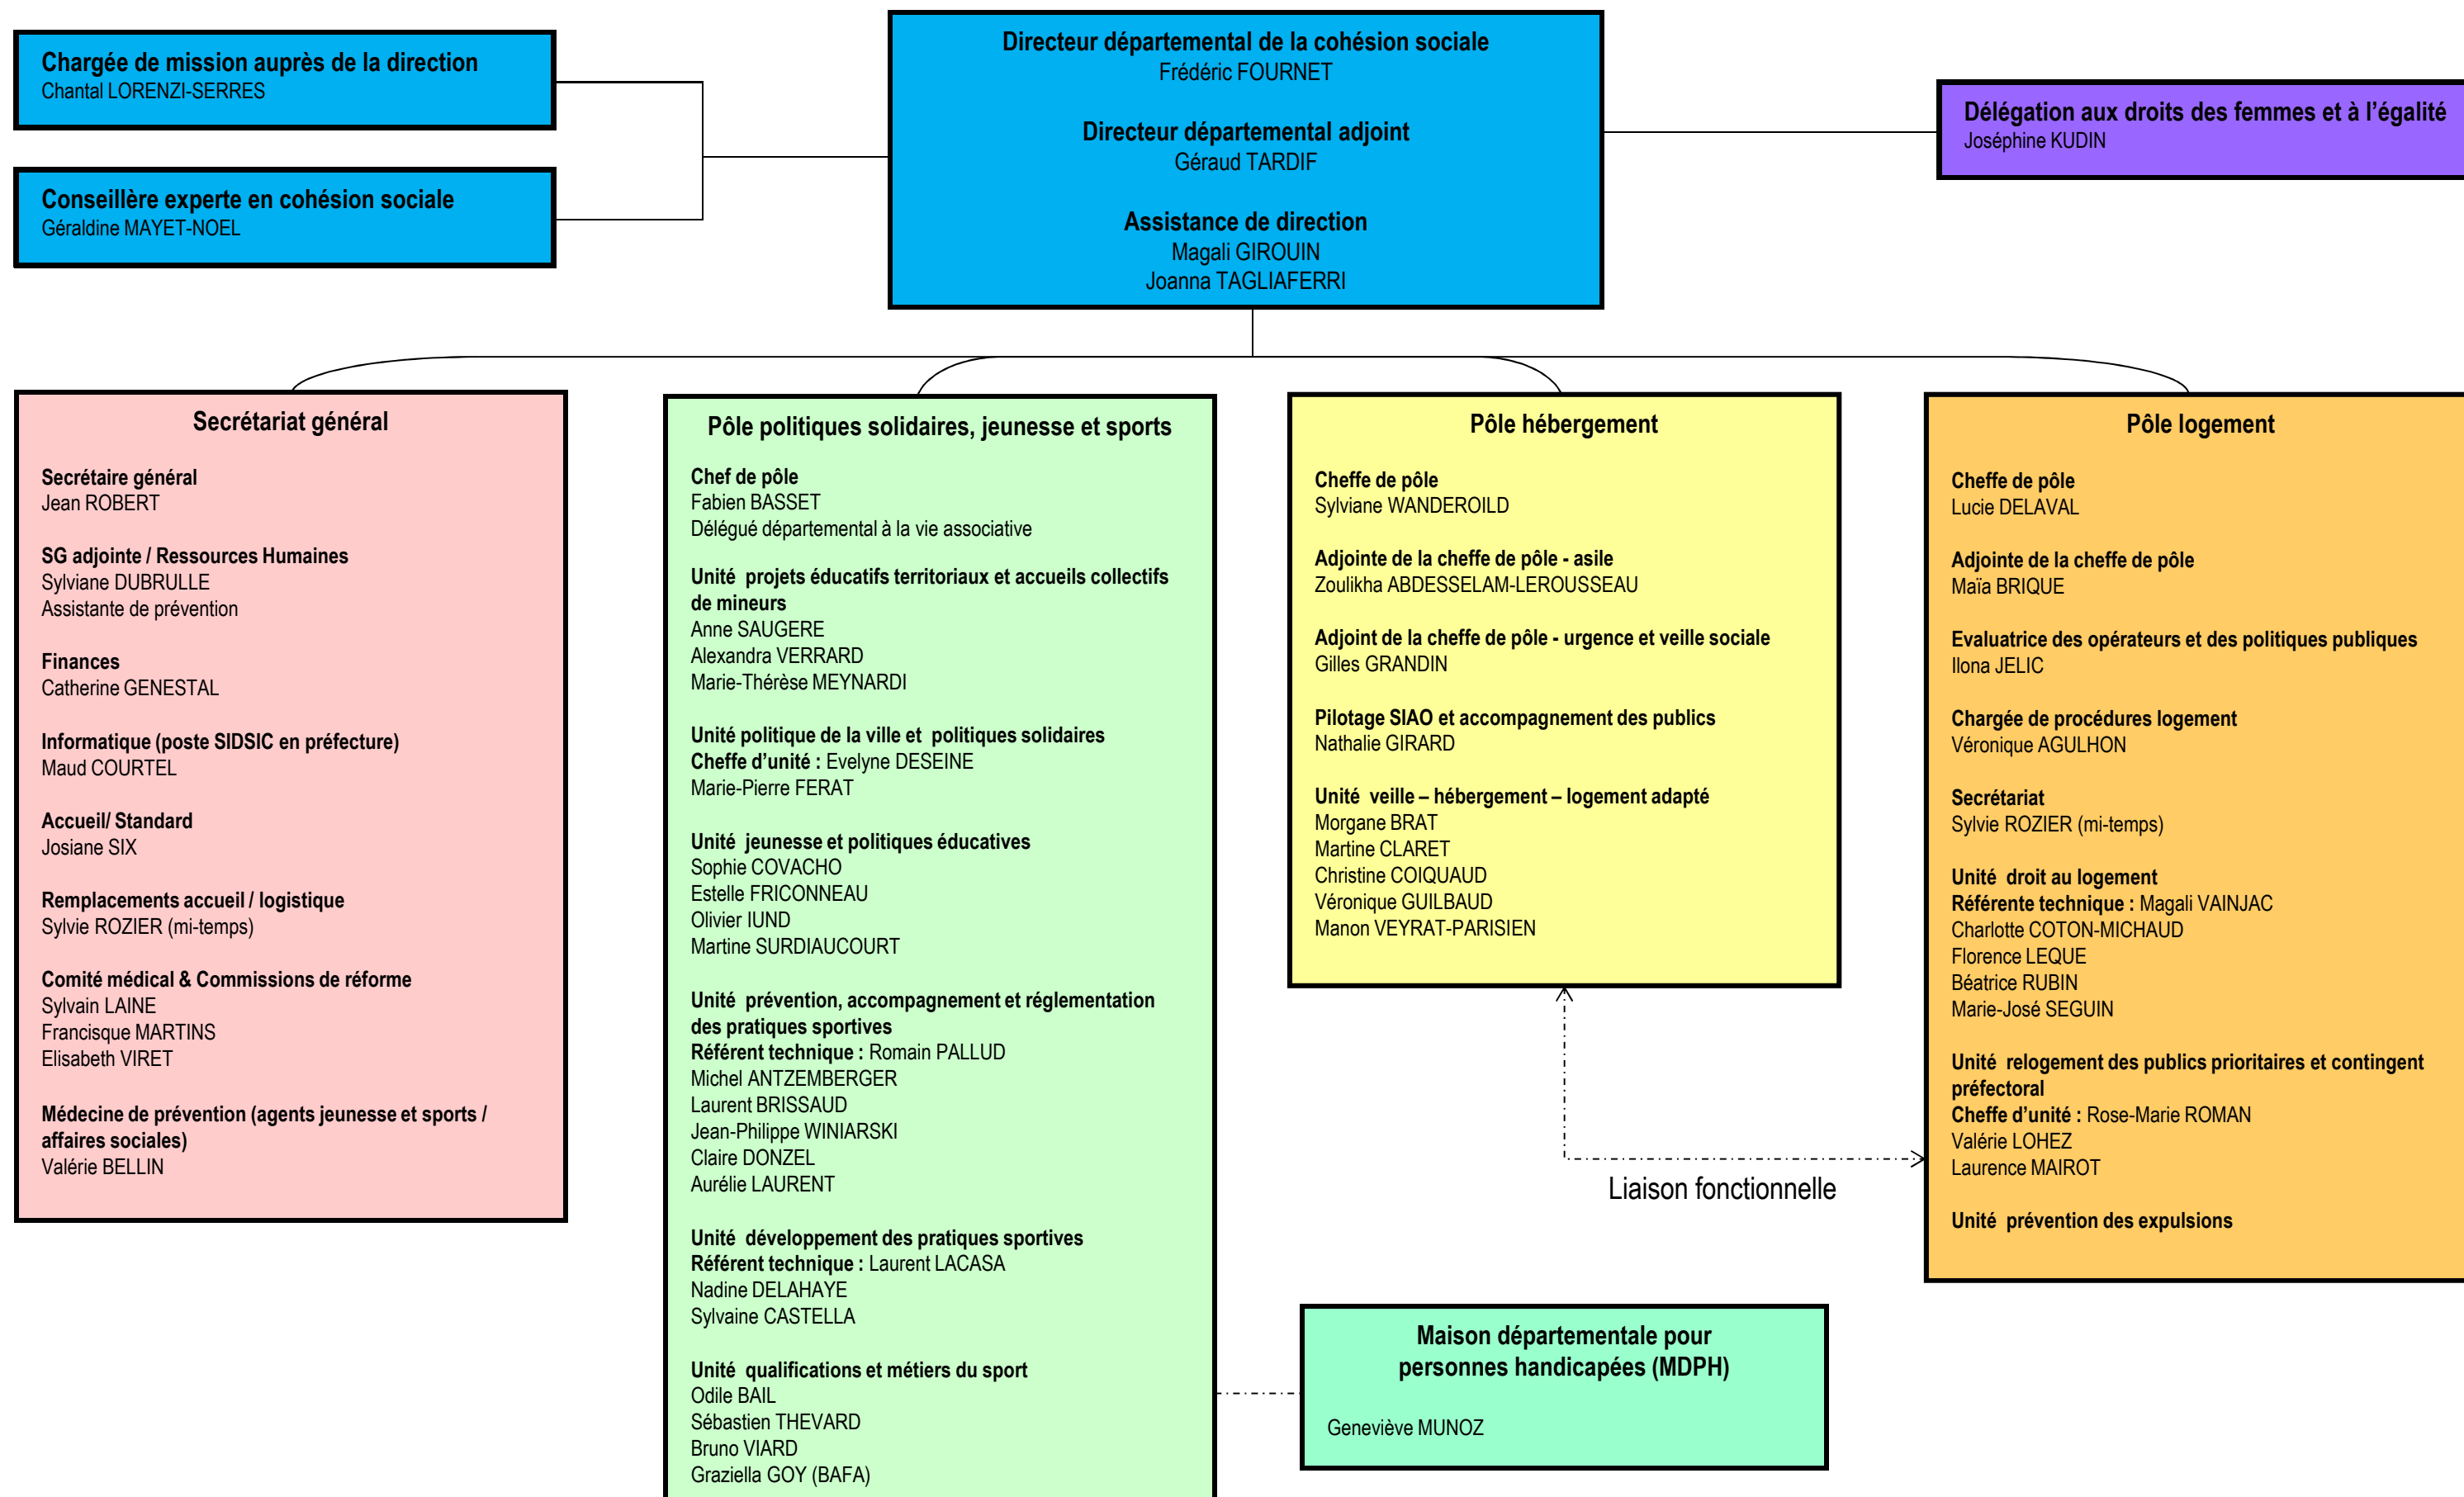 Chargée de mission auprès de la direction
Chantal LORENZI-SERRES
Conseillère experte en cohésion sociale
Géraldine MAYET-NOEL
Directeur départemental de la cohésion sociale
Frédéric FOURNET
Directeur départemental adjoint
Géraud TARDIF
Assistance de direction
Magali GIROUIN
Joanna TAGLIAFERRI
Délégation aux droits des femmes et à l'égalité
Joséphine KUDIN
Secrétariat général
Secrétaire général
Jean ROBERT
SG adjointe / Ressources Humaines
Sylviane DUBRULLE
Assistante de prévention
Finances
Catherine GENESTAL
Informatique (poste SIDSIC en préfecture)
Maud COURTEL
Accueil/ Standard
Josiane SIX
Remplacements accueil / logistique
Sylvie ROZIER (mi-temps)
Comité médical & Commissions de réforme
Sylvain LAINE
Francisque MARTINS
Elisabeth VIRET
Médecine de prévention (agents jeunesse et sports /
affaires sociales)
Valérie BELLIN
Pôle politiques solidaires, jeunesse et sports
Chef de pôle
Fabien BASSET
Délégué départemental à la vie associative
Unité projets éducatifs territoriaux et accueils collectifs
de mineurs
Anne SAUGERE
Alexandra VERRARD
Marie-Thérèse MEYNARDI
Unité politique de la ville et politiques solidaires
Cheffe d'unité : Evelyne DESEINE
Marie-Pierre FERAT
Unité jeunesse et politiques éducatives
Sophie COVACHO
Estelle FRICONNEAU
Olivier IUND
Martine SURDIAUCOURT
Unité prévention, accompagnement et réglementation
des pratiques sportives
Référent technique : Romain PALLUD
Michel ANTZEMBERGER
Laurent BRISSAUD
Jean-Philippe WINIARSKI
Claire DONZEL
Aurélie LAURENT
Unité développement des pratiques sportives
Référent technique : Laurent LACASA
Nadine DELAHAYE
Sylvaine CASTELLA
Unité qualifications et métiers du sport
Odile BAIL
Sébastien THEVARD
Bruno VIARD
Graziella GOY (BAFA)
Pôle hébergement
Cheffe de pôle
Sylviane WANDEROILD
Adjointe de la cheffe de pôle - asile
Zoulikha ABDESSELAM-LEROUSSEAU
Adjoint de la cheffe de pôle - urgence et veille sociale
Gilles GRANDIN
Pilotage SIAO et accompagnement des publics
Nathalie GIRARD
Unité veille – hébergement – logement adapté
Morgane BRAT
Martine CLARET
Christine COIQUAUD
Véronique GUILBAUD
Manon VEYRAT-PARISIEN
Liaison fonctionnelle
Maison départementale pour
personnes handicapées (MDPH)
Geneviève MUNOZ
Pôle logement
Cheffe de pôle
Lucie DELAVAL
Adjointe de la cheffe de pôle
Maïa BRIQUE
Evaluatrice des opérateurs et des politiques publiques
Ilona JELIC
Chargée de procédures logement
Véronique AGULHON
Secrétariat
Sylvie ROZIER (mi-temps)
Unité droit au logement
Référente technique : Magali VAINJAC
Charlotte COTON-MICHAUD
Florence LEQUE
Béatrice RUBIN
Marie-José SEGUIN
Unité relogement des publics prioritaires et contingent
préfectoral
Cheffe d'unité : Rose-Marie ROMAN
Valérie LOHEZ
Laurence MAIROT
Unité prévention des expulsions